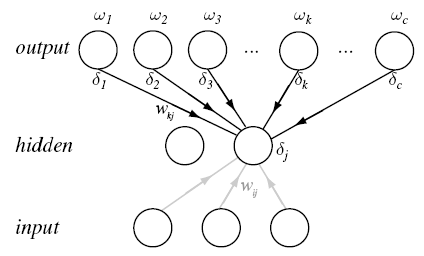 ω1 ω2 ω3 ωk ωc
output ... ...
δ1 δ2 δ3 δk δc
wkj
hidden δj
wij
input